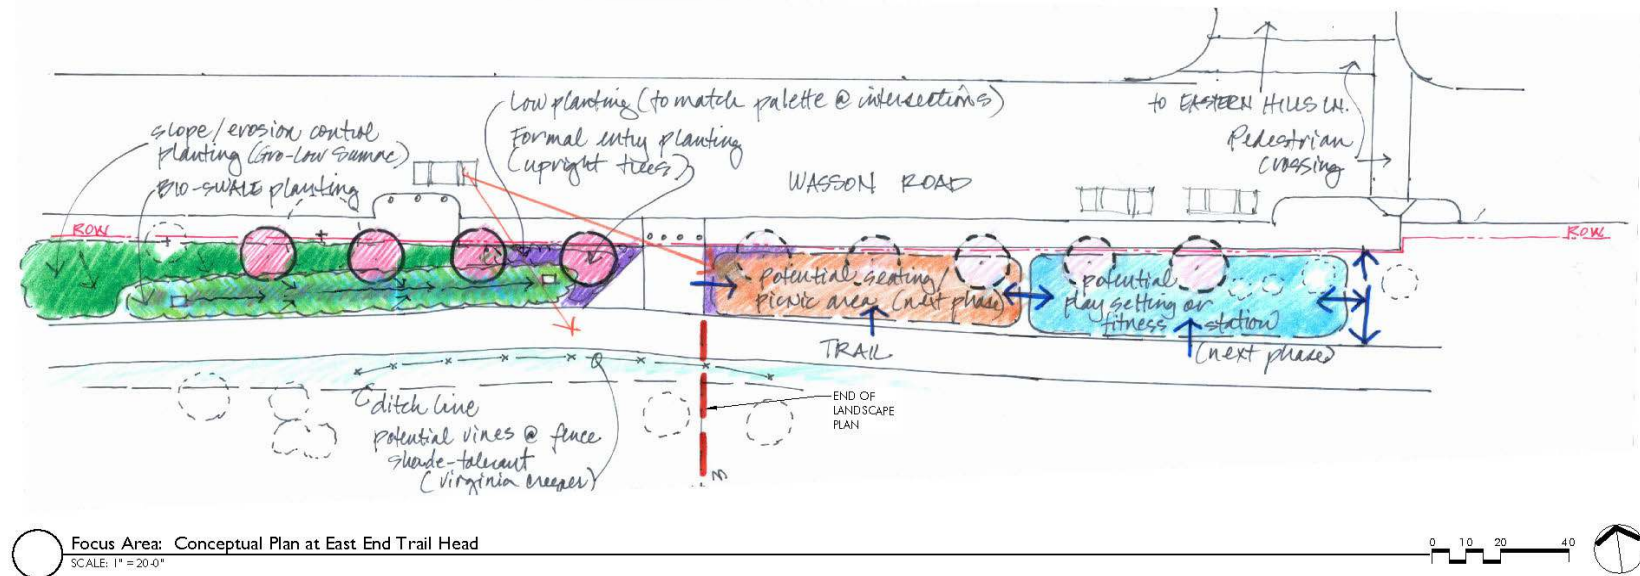 Low planting (to match palette @ intersections)
Formal entry planting
(upright trees)
slope/erosion control
planting (Gro-Low Sumac)
BIO-SWALE planting
WASSON ROAD
to EASTERN HILLS LN.
Pedestrian
crossing
ROW
ROW
potential seating/
picnic area (next phase)
potential
play setting or
fitness station
(next phase)
TRAIL
ditch line
potential vines @ fence
shade-tolerant
(virginia creeper)
END OF
LANDSCAPE
PLAN
Focus Area: Conceptual Plan at East End Trail Head
SCALE: 1" = 20-0"
0 10 20 40